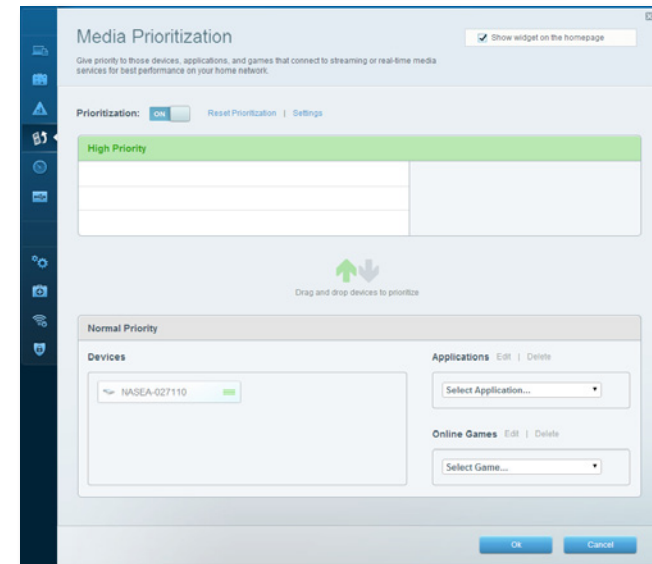 Media Prioritization
Show widget on the homepage
Give priority to those devices, applications, and games that connect to streaming or real-time media
services for best performance on your home network.
Prioritization: ON Reset Prioritization | Settings
High Priority
Drag and drop devices to prioritize
Normal Priority
Devices
Applications Edit | Delete
NASEA-027110
Select Application...
Online Games Edit | Delete
Select Game...
Ok Cancel